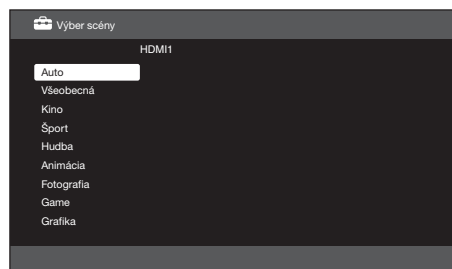 Výber scény
HDMI1
Auto
Všeobecná
Kino
Šport
Hudba
Animácia
Fotografia
Game
Grafika